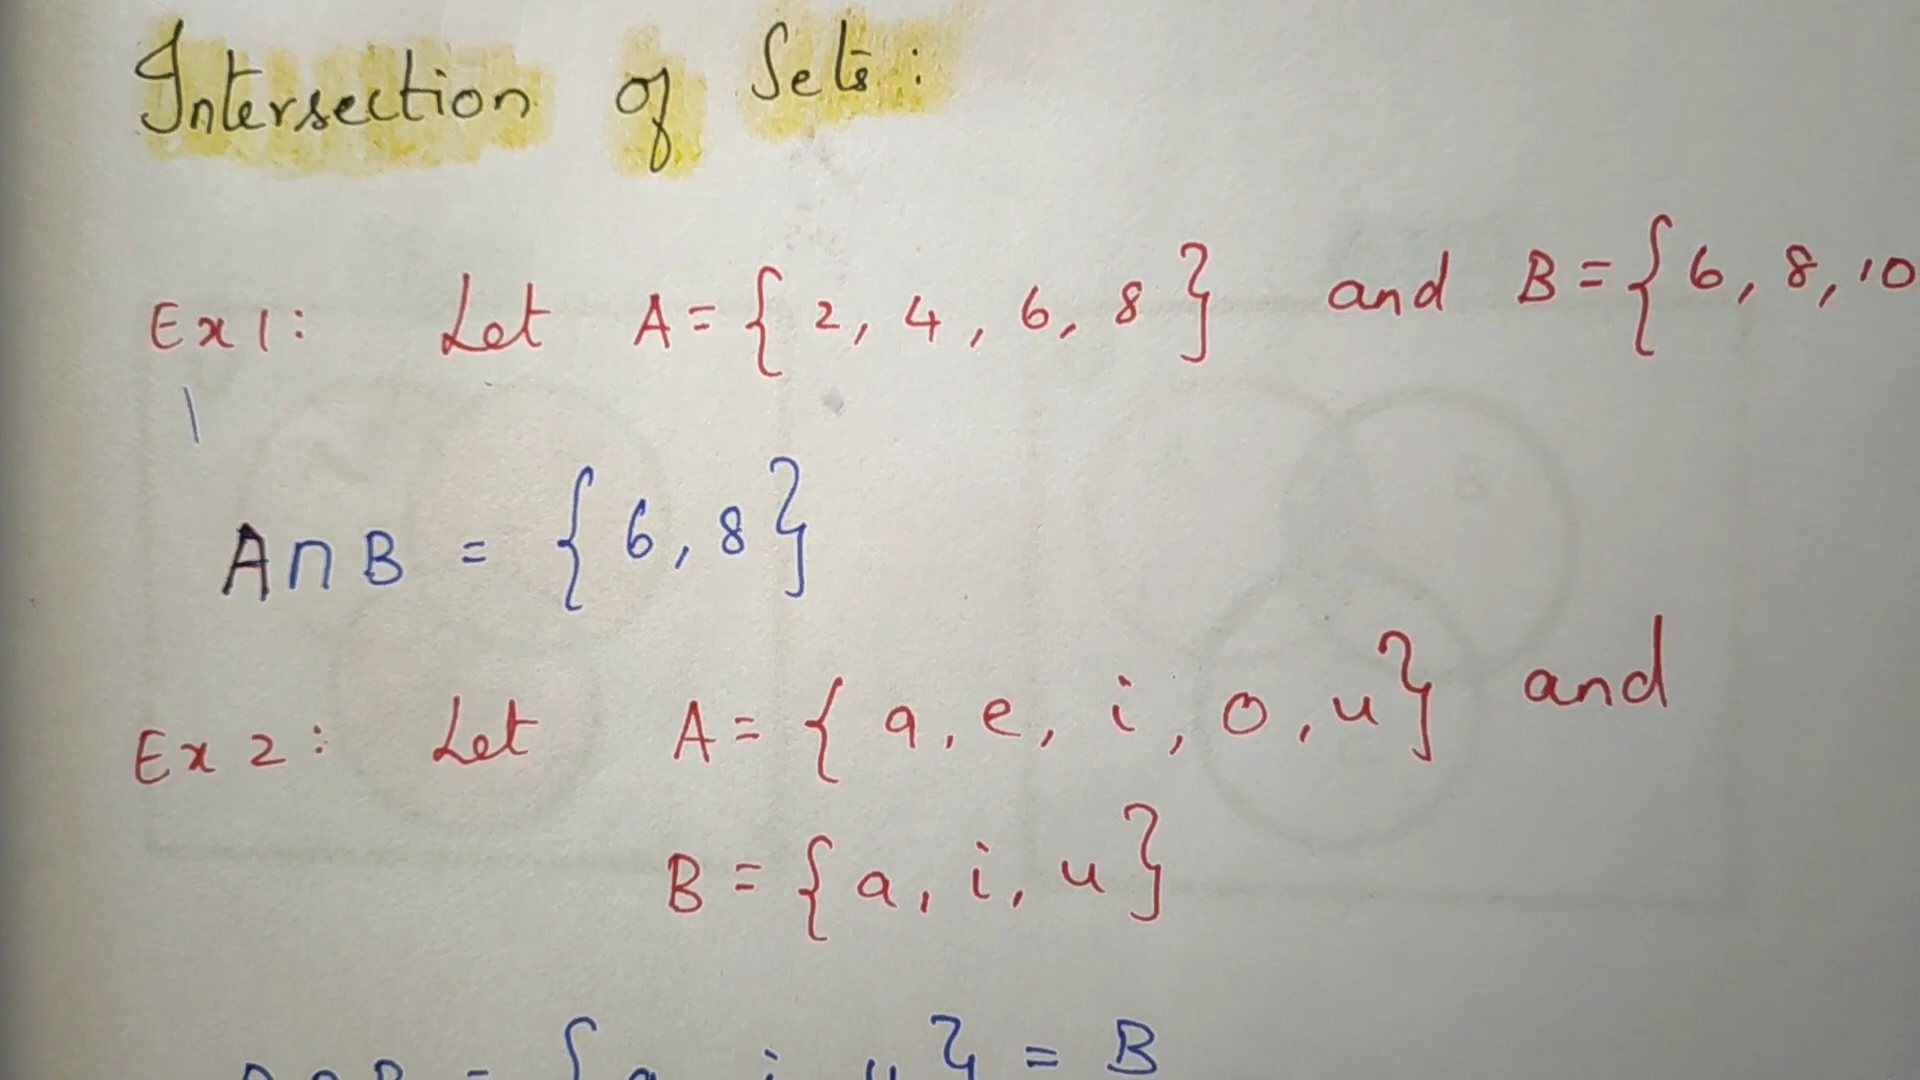 Intersection of Sets:
Ex 1: Let A = { 2, 4, 6, 8 } and B = { 6, 8, 10
A ∩ B = { 6, 8 }
Ex 2: Let A = { a, e, i, o, u } and
B = { a, i, u }
A ∩ B = { a, i, u } = B